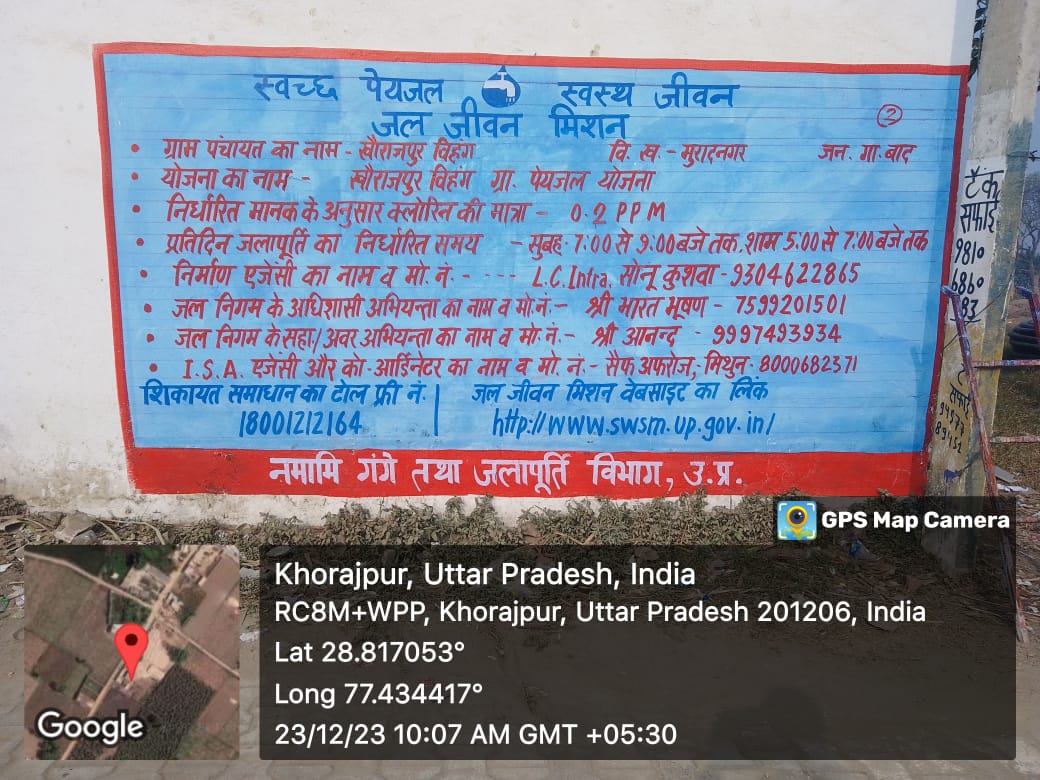 स्वच्छ पेयजल स्वस्थ जीवन
जल जीवन मिशन
2
• ग्राम पंचायत का नाम - खौराजपुर विहंग वि. ख. - मुरादनगर जन. गा. बाद
• योजना का नाम - खौराजपुर विहंग ग्रा. पेयजल योजना
• निर्धारित मानक के अनुसार क्लोरिन की मात्रा - 0.2 PPM
• प्रतिदिन जलापूर्ति का निर्धारित समय - सुबह 7:00 से 9:00 बजे तक, शाम 5:00 से 7:00 बजे तक
• निर्माण एजेंसी का नाम व मो. नं. - --- L.C. Intra. सोनू कुशवा - 9304622865
• जल निगम के अधिशासी अभियन्ता का नाम व मो. नं. - श्री भारत भूषण - 7599201501
• जल निगम के सहा./अवर अभियन्ता का नाम व मो. नं. - श्री आनन्द - 9997493934
• I.S.A. एजेंसी और को-आर्डिनेटर का नाम व मो. नं. - सैफ अफरोज, मिथुन - 8000682371
शिकायत समाधान का टोल फ्री नं.
18001212164
जल जीवन मिशन वेबसाइट का लिंक
http://www.swsm.up.gov.in/
नमामि गंगे तथा जलापूर्ति विभाग, उ.प्र.
टैंक
सफाई
9810
6860
83
GPS Map Camera
Khorajpur, Uttar Pradesh, India
RC8M+WPP, Khorajpur, Uttar Pradesh 201206, India
Lat 28.817053°
Long 77.434417°
23/12/23 10:07 AM GMT +05:30
Google